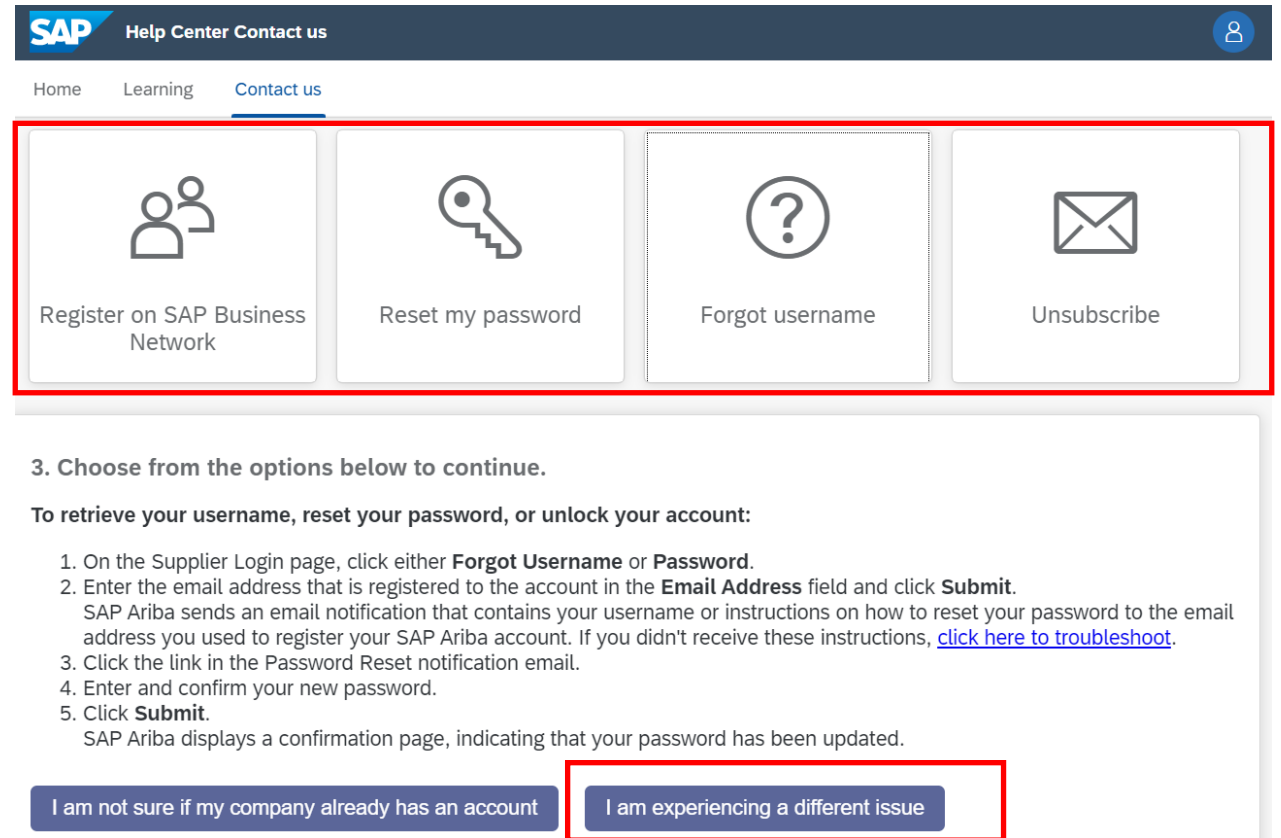 SAP Help Center Contact us
Home Learning Contact us
Register on SAP Business
Network
Reset my password
Forgot username
Unsubscribe
3. Choose from the options below to continue.
To retrieve your username, reset your password, or unlock your account:
1. On the Supplier Login page, click either Forgot Username or Password.
2. Enter the email address that is registered to the account in the Email Address field and click Submit.
SAP Ariba sends an email notification that contains your username or instructions on how to reset your password to the email
address you used to register your SAP Ariba account. If you didn't receive these instructions, click here to troubleshoot.
3. Click the link in the Password Reset notification email.
4. Enter and confirm your new password.
5. Click Submit.
SAP Ariba displays a confirmation page, indicating that your password has been updated.
I am not sure if my company already has an account
I am experiencing a different issue